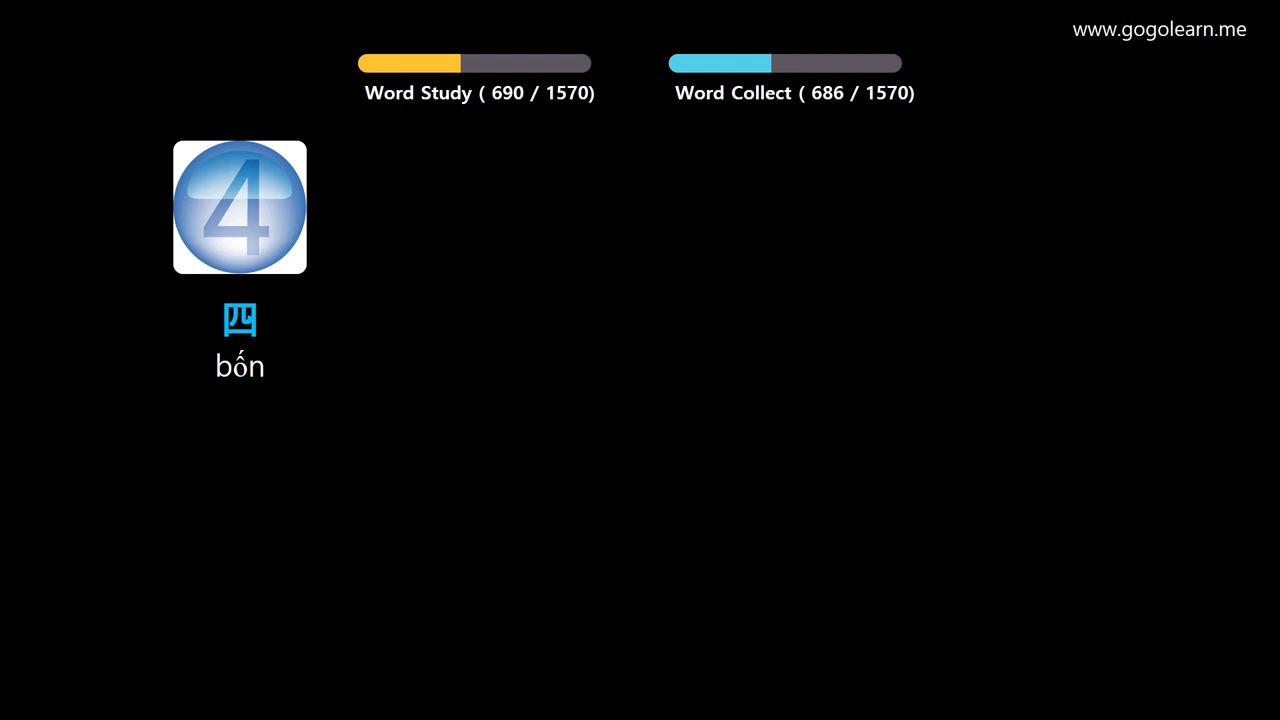 www.gogolearn.me
Word Study ( 690 / 1570)
Word Collect ( 686 / 1570)
4
四
bốn